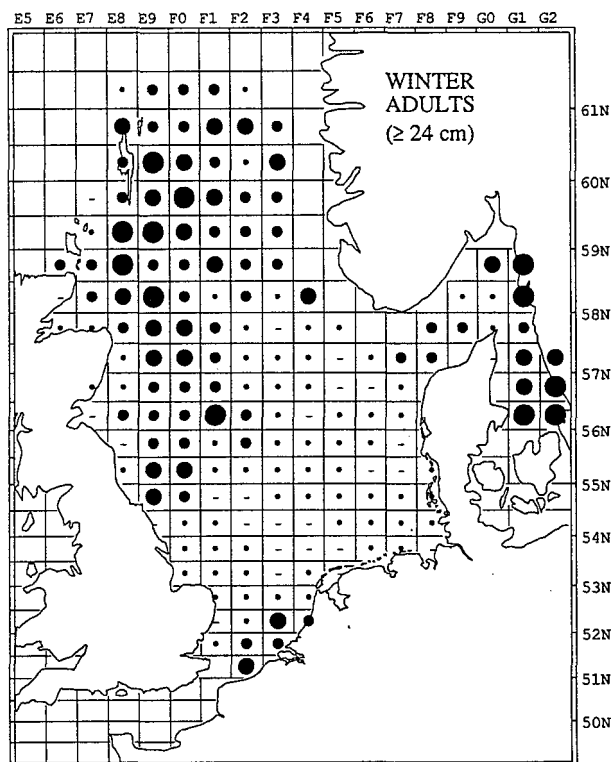 E5 E6 E7 E8 E9 F0 F1 F2 F3 F4 F5 F6 F7 F8 F9 G0 G1 G2
WINTER
ADULTS
(≥ 24 cm)
61N
60N
59N
58N
57N
56N
55N
54N
53N
52N
51N
50N